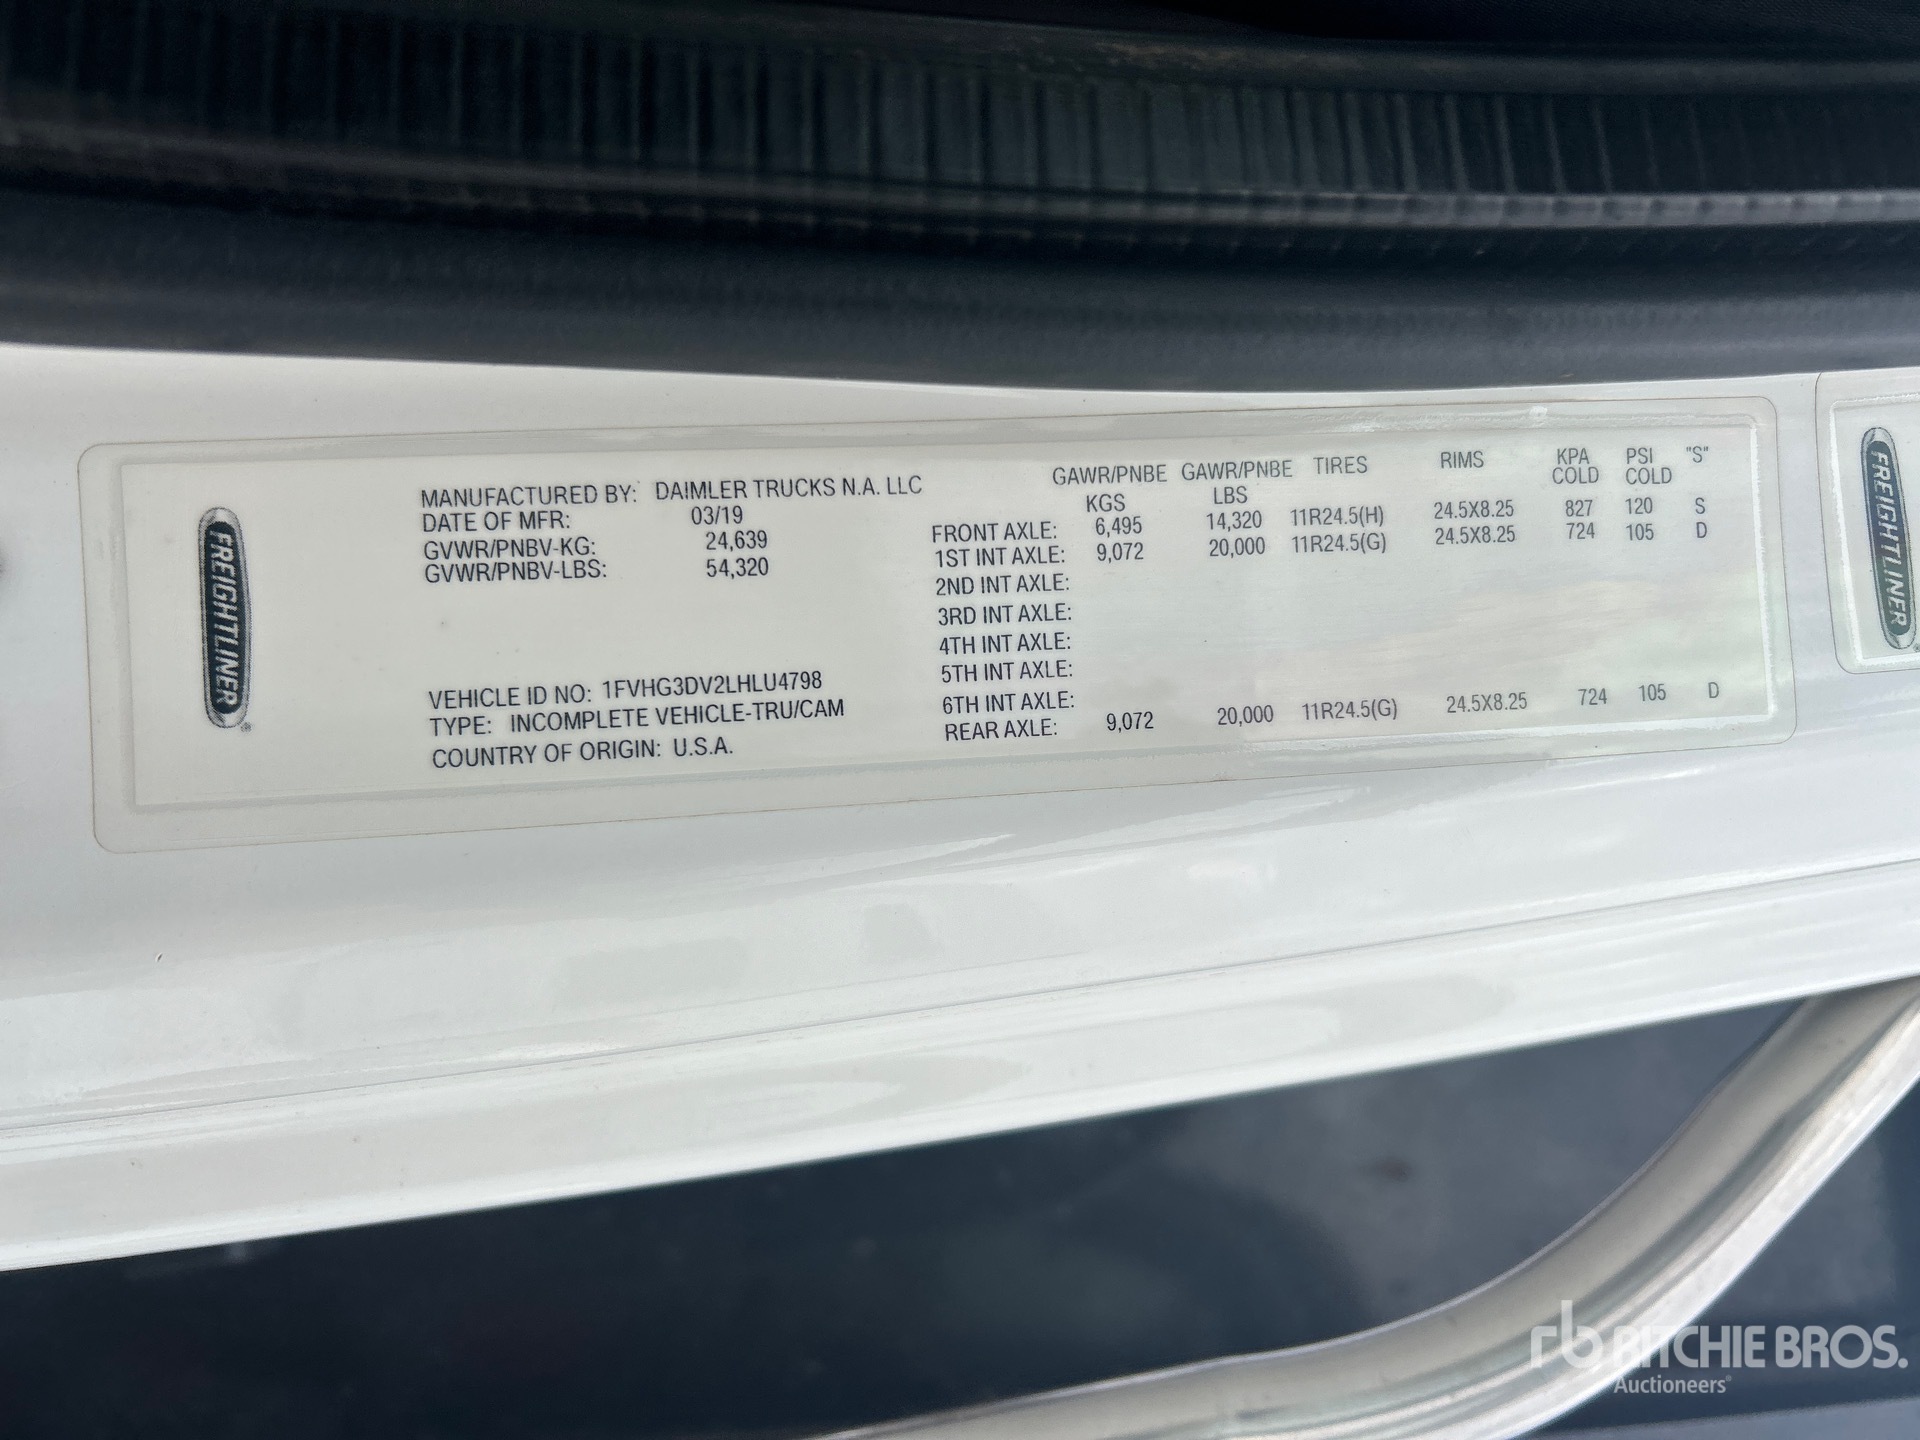 FREIGHTLINER
MANUFACTURED BY: DAIMLER TRUCKS N.A. LLC
DATE OF MFR: 03/19
GVWR/PNBV-KG: 24,639
GVWR/PNBV-LBS: 54,320
VEHICLE ID NO: 1FVHG3DV2LHLU4798
TYPE: INCOMPLETE VEHICLE-TRU/CAM
COUNTRY OF ORIGIN: U.S.A.
GAWR/PNBE GAWR/PNBE TIRES RIMS KPA PSI "S"
KGS LBS COLD COLD
FRONT AXLE: 6,495 14,320 11R24.5(H) 24.5X8.25 827 120 S
1ST INT AXLE: 9,072 20,000 11R24.5(G) 24.5X8.25 724 105 D
2ND INT AXLE:
3RD INT AXLE:
4TH INT AXLE:
5TH INT AXLE:
6TH INT AXLE:
REAR AXLE: 9,072 20,000 11R24.5(G) 24.5X8.25 724 105 D
FREIGHTLINER
rb RITCHIE BROS.
Auctioneers